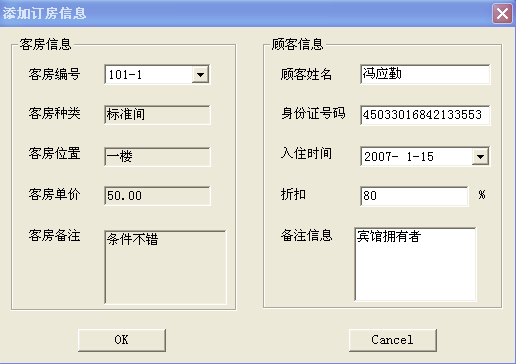 添加订房信息
客房信息
客房编号 101-1
客房种类 标准间
客房位置 一楼
客房单价 50.00
客房备注 条件不错
顾客信息
顾客姓名 冯应勤
身份证号码 45033016842133553
入住时间 2007- 1-15
折扣 80 %
备注信息 宾馆拥有者
OK
Cancel